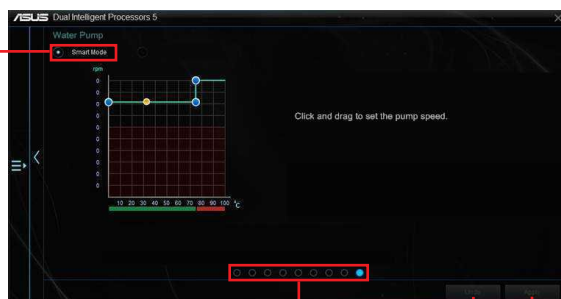 ASUS Dual Intelligent Processors 5
Water Pump
Smart Mode
rpm
0
0
0
0
0
0
0
0
0
0
10 20 30 40 50 60 70 80 90 100 °C
Click and drag to set the pump speed.
Undo Apply